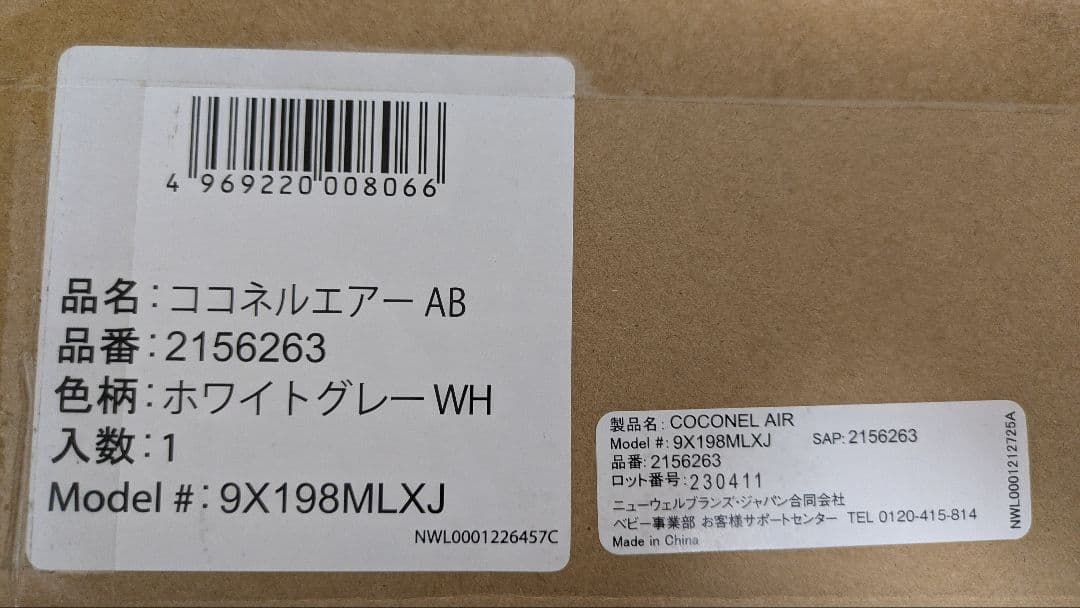 4 969220 008066
品名:ココネルエアー AB
品番:2156263
色柄:ホワイトグレー WH
入数:1
Model #:9X198MLXJ
NWL0001226457C
製品名: COCONEL AIR
Model #: 9X198MLXJ SAP: 2156263
品番: 2156263
ロット番号: 230411
ニューウェルブランズ・ジャパン合同会社
ベビー事業部 お客様サポートセンター TEL 0120-415-814
Made in China
NWL0001212725A